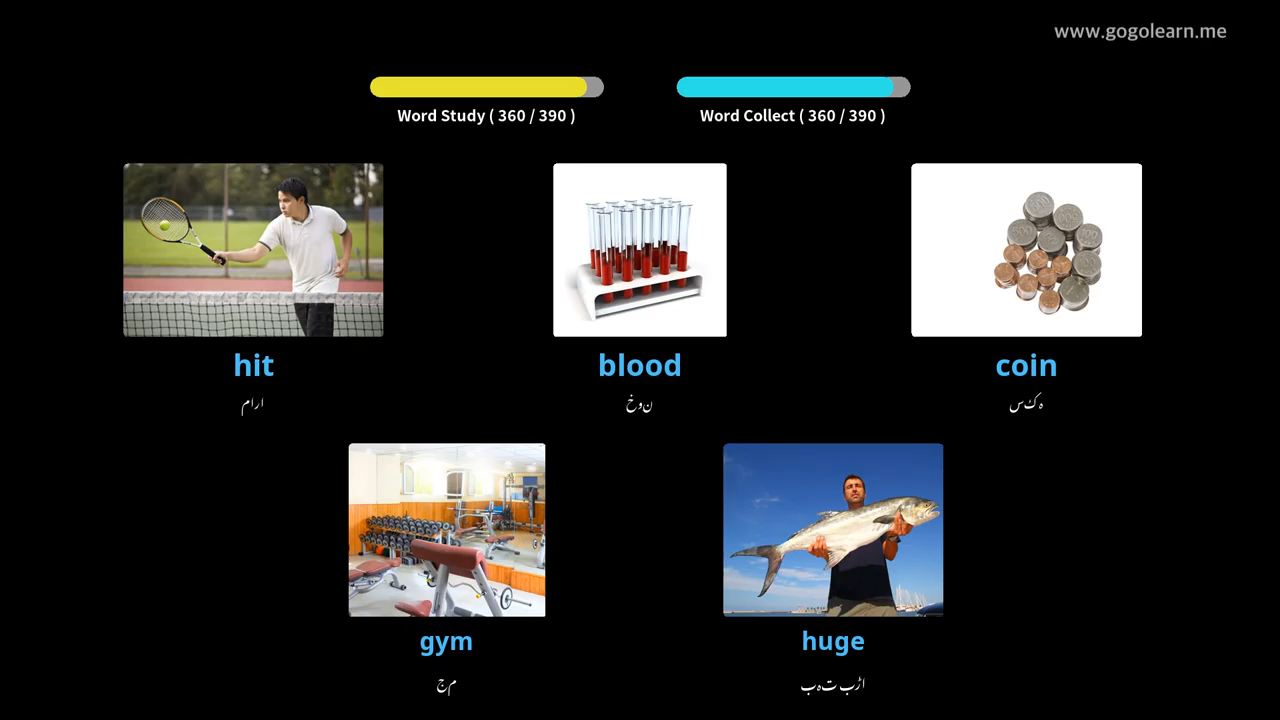 www.gogolearn.me
Word Study ( 360 / 390 )
Word Collect ( 360 / 390 )
hit
blood
coin
ارام
نوخ
ہکس
gym
huge
مج
اڑب تہب